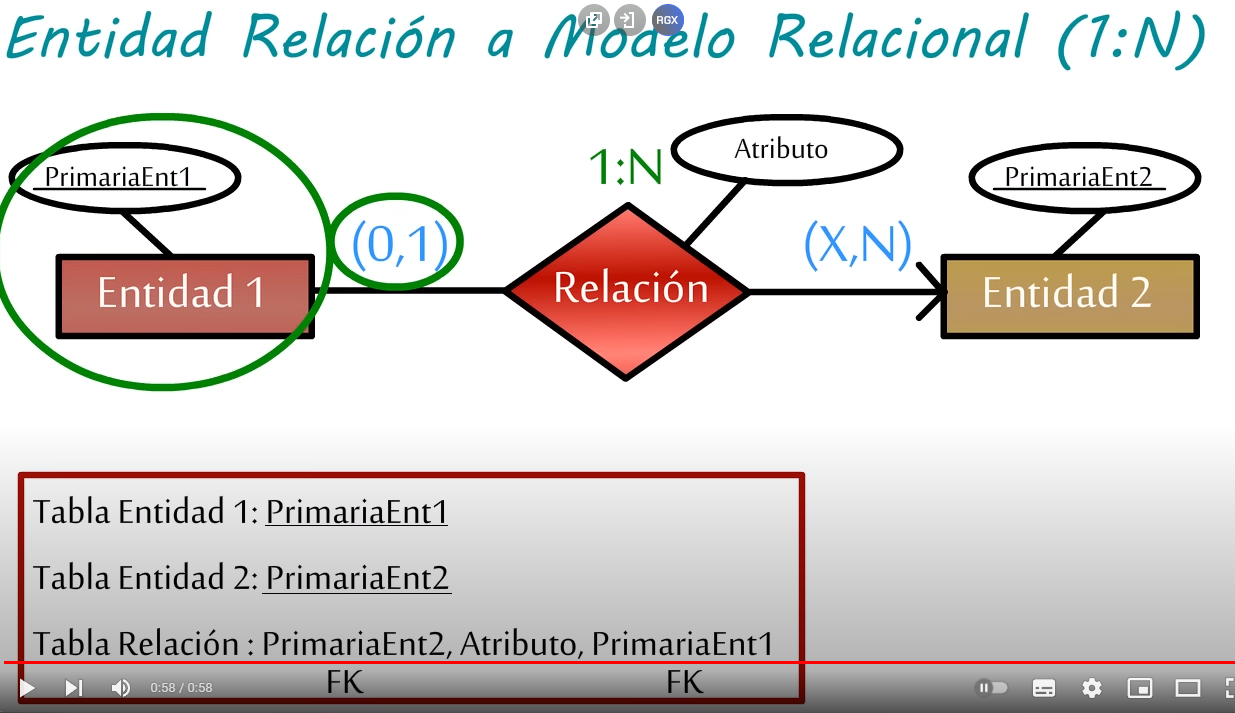 Entidad Relación a Modelo Relacional (1:N)
RGX
PrimariaEnt1
1:N
Atributo
PrimariaEnt2
(0,1)
(X,N)
Entidad 1
Relación
Entidad 2
Tabla Entidad 1: PrimariaEnt1
Tabla Entidad 2: PrimariaEnt2
Tabla Relación : PrimariaEnt2, Atributo, PrimariaEnt1
FK FK
0:58 / 0:58